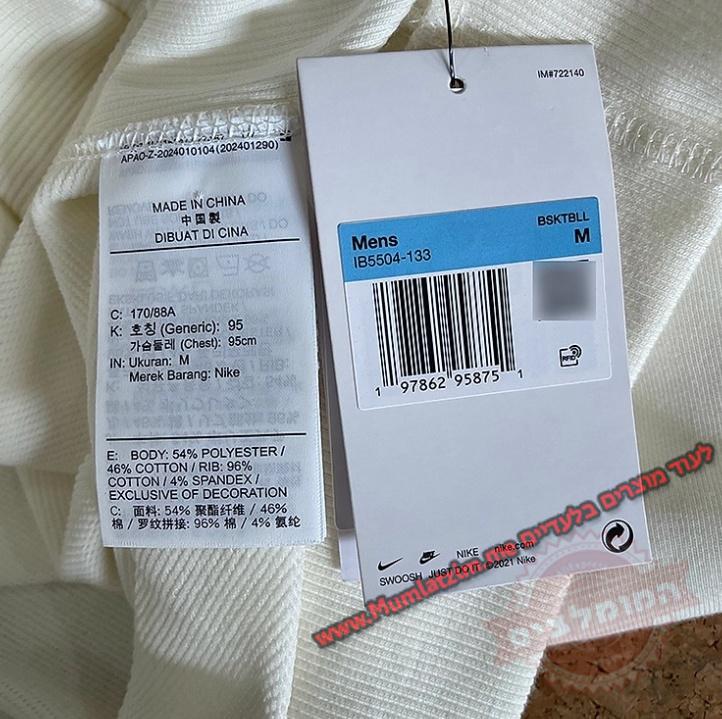 APAO-Z-2024010104 (202401290)
MADE IN CHINA
中国製
DIBUAT DI CINA
C: 170/88A
K: 호칭 (Generic): 95
가슴둘레 (Chest): 95cm
IN: Ukuran: M
Merek Barang: Nike
E: BODY: 54% POLYESTER /
46% COTTON / RIB: 96%
COTTON / 4% SPANDEX /
EXCLUSIVE OF DECORATION
C: 面料: 54% 聚酯纤维 / 46%
棉 / 罗纹拼接: 96% 棉 / 4% 氨纶
IM#722140
BSKTBLL
Mens M
IB5504-133
RFID
1 97862 95875 1
NIKE nike.com
SWOOSH JUST DO IT ©2021 Nike
לעוד מוצרים בלעדיים
www.Mumlatzim.me
המומלצים